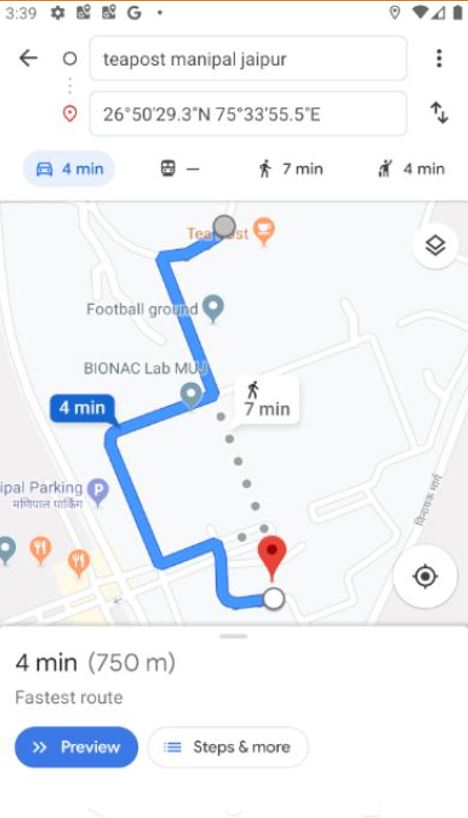 3:39
teapost manipal jaipur
26°50'29.3"N 75°33'55.5"E
4 min
—
7 min
4 min
Football ground
BIONAC Lab MUJ
7 min
4 min
ipal Parking
मणिपाल पार्किंग
विनायक मार्ग
4 min (750 m)
Fastest route
Preview
Steps & more